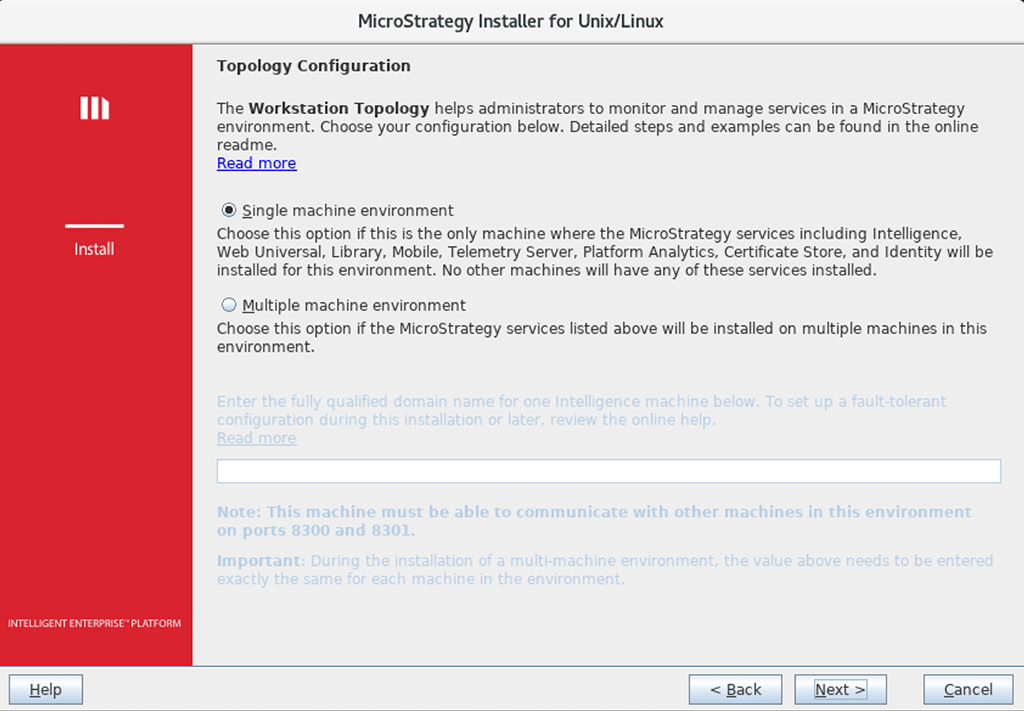 MicroStrategy Installer for Unix/Linux
Install
INTELLIGENT ENTERPRISE™ PLATFORM
Topology Configuration
The Workstation Topology helps administrators to monitor and manage services in a MicroStrategy
environment. Choose your configuration below. Detailed steps and examples can be found in the online
readme.
Read more
Single machine environment
Choose this option if this is the only machine where the MicroStrategy services including Intelligence,
Web Universal, Library, Mobile, Telemetry Server, Platform Analytics, Certificate Store, and Identity will be
installed for this environment. No other machines will have any of these services installed.
Multiple machine environment
Choose this option if the MicroStrategy services listed above will be installed on multiple machines in this
environment.
Enter the fully qualified domain name for one Intelligence machine below. To set up a fault-tolerant
configuration during this installation or later, review the online help.
Read more
Note: This machine must be able to communicate with other machines in this environment
on ports 8300 and 8301.
Important: During the installation of a multi-machine environment, the value above needs to be entered
exactly the same for each machine in the environment.
Help
< Back
Next >
Cancel